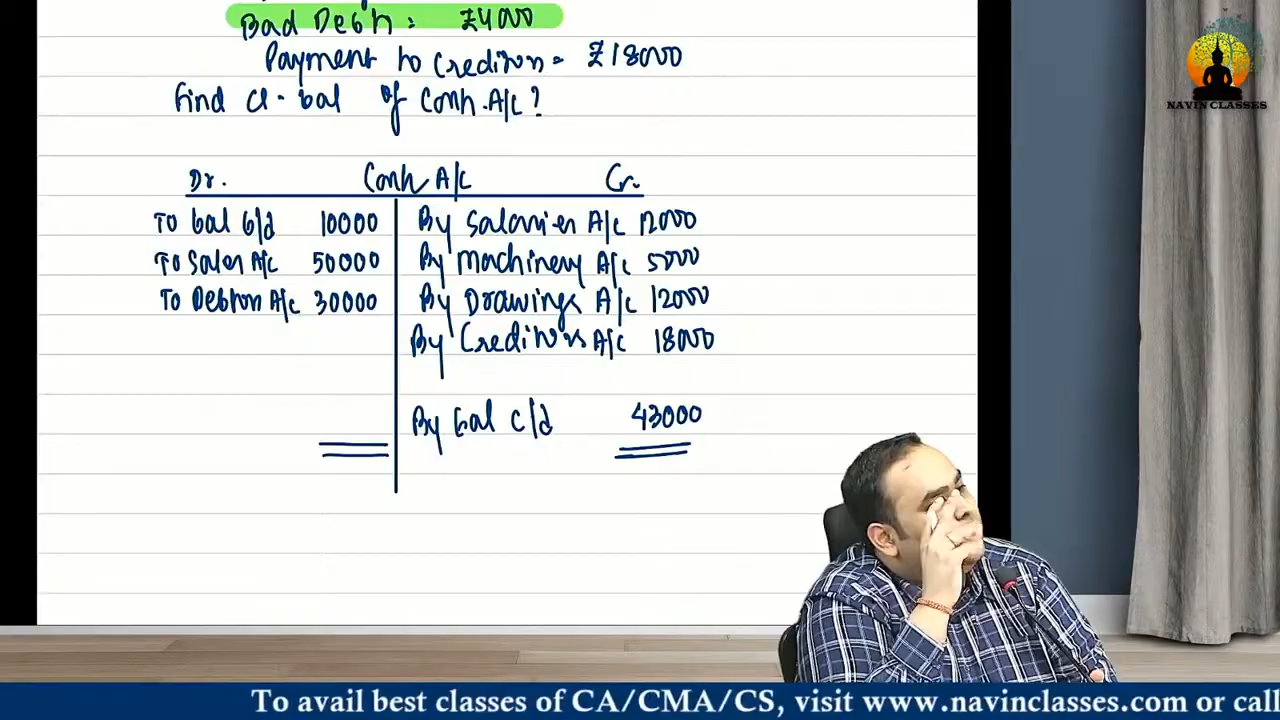 Bad Debts = ₹4000
NAVIN CLASSES
Payment to Creditors = ₹18000
Find Cl. bal of Cash A/c?
Dr. Cash A/c Cr.
To bal b/d 10000 By Salaries A/c 12000
To Sales A/c 50000 By Machinery A/c 5000
To Debtors A/c 30000 By Drawings A/c 12000
By Creditors A/c 18000
By bal c/d 43000
To avail best classes of CA/CMA/CS, visit www.navinclasses.com or call